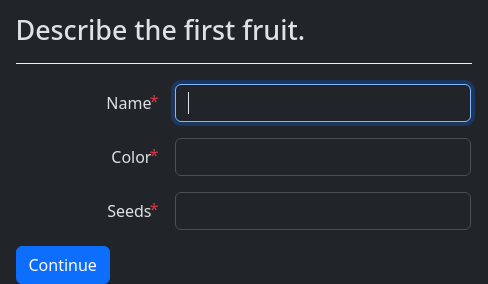 Describe the first fruit.
Name*
Color*
Seeds*
Continue